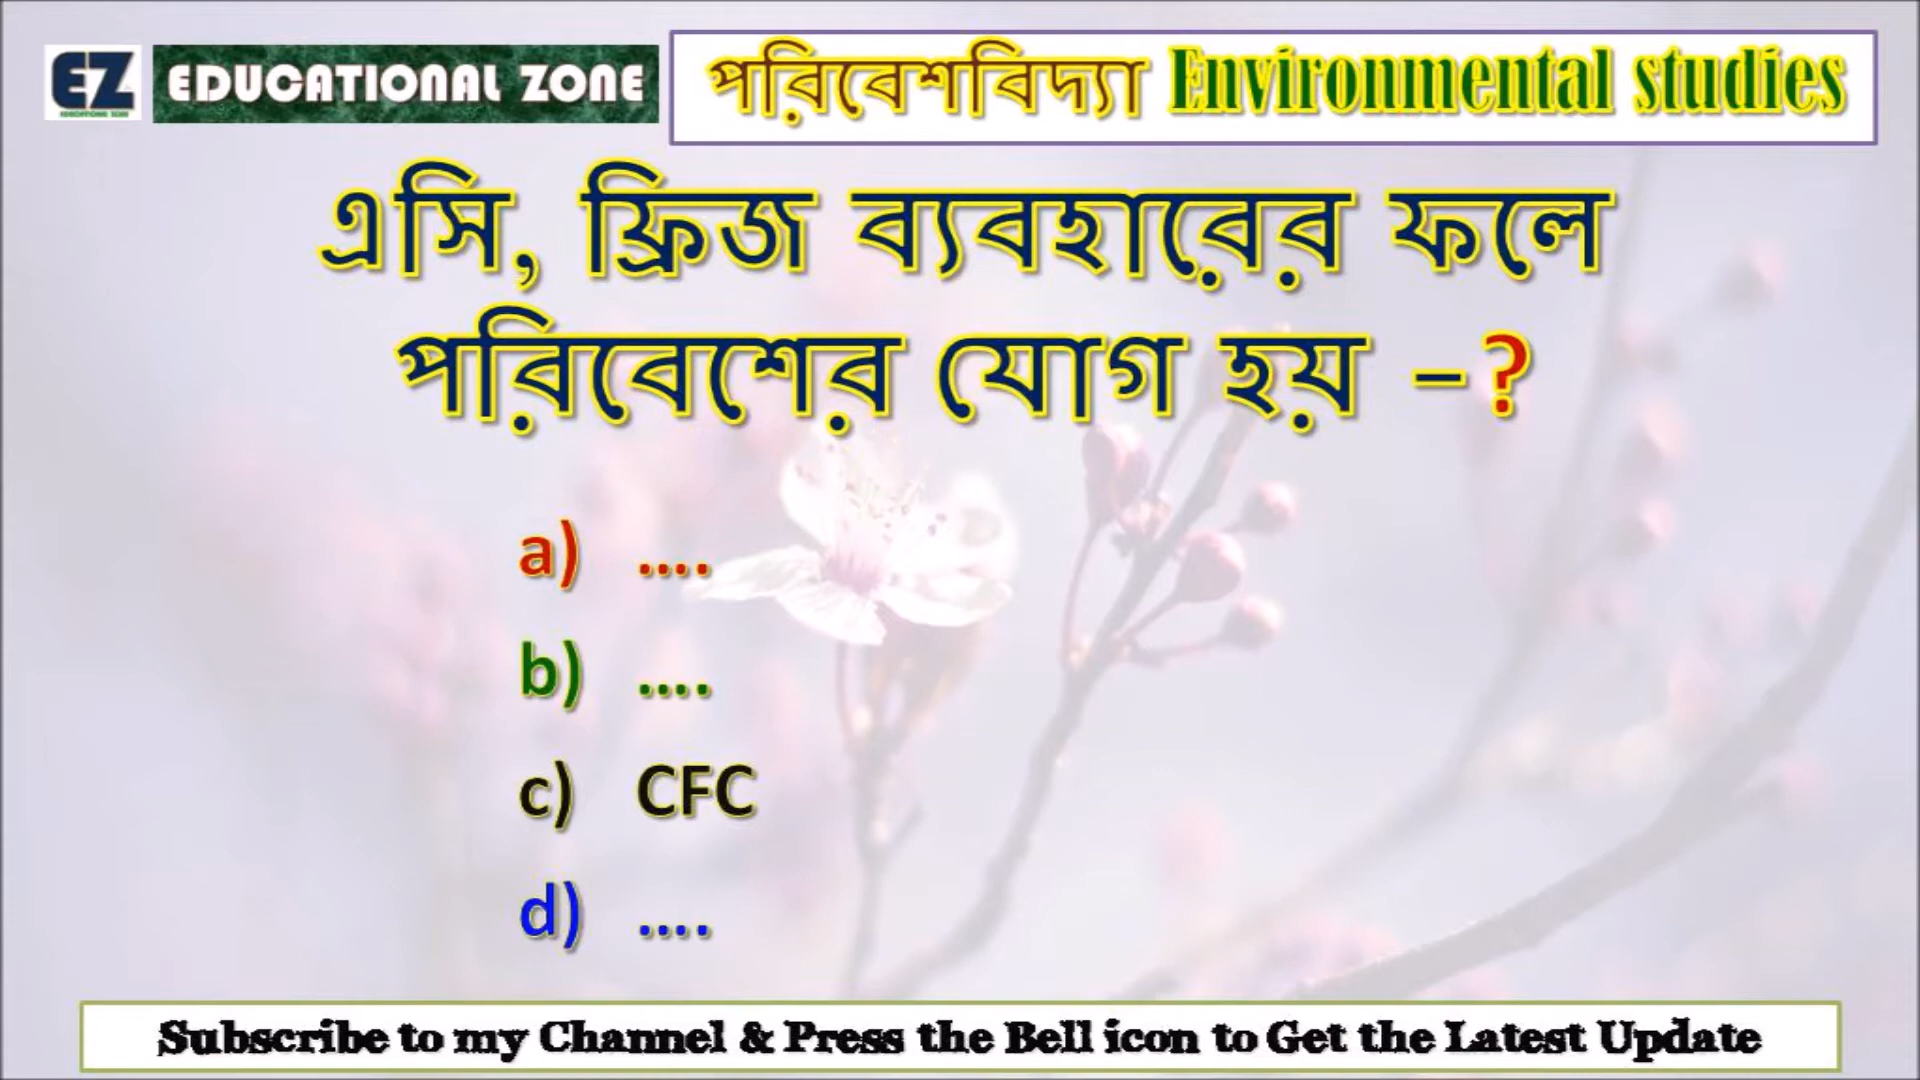 EZ EDUCATIONAL ZONE
পরিবেশবিদ্যা Environmental studies
এসি, ফ্রিজ ব্যবহারের ফলে
পরিবেশের যোগ হয় –?
a) ....
b) ....
c) CFC
d) ....
Subscribe to my Channel & Press the Bell icon to Get the Latest Update